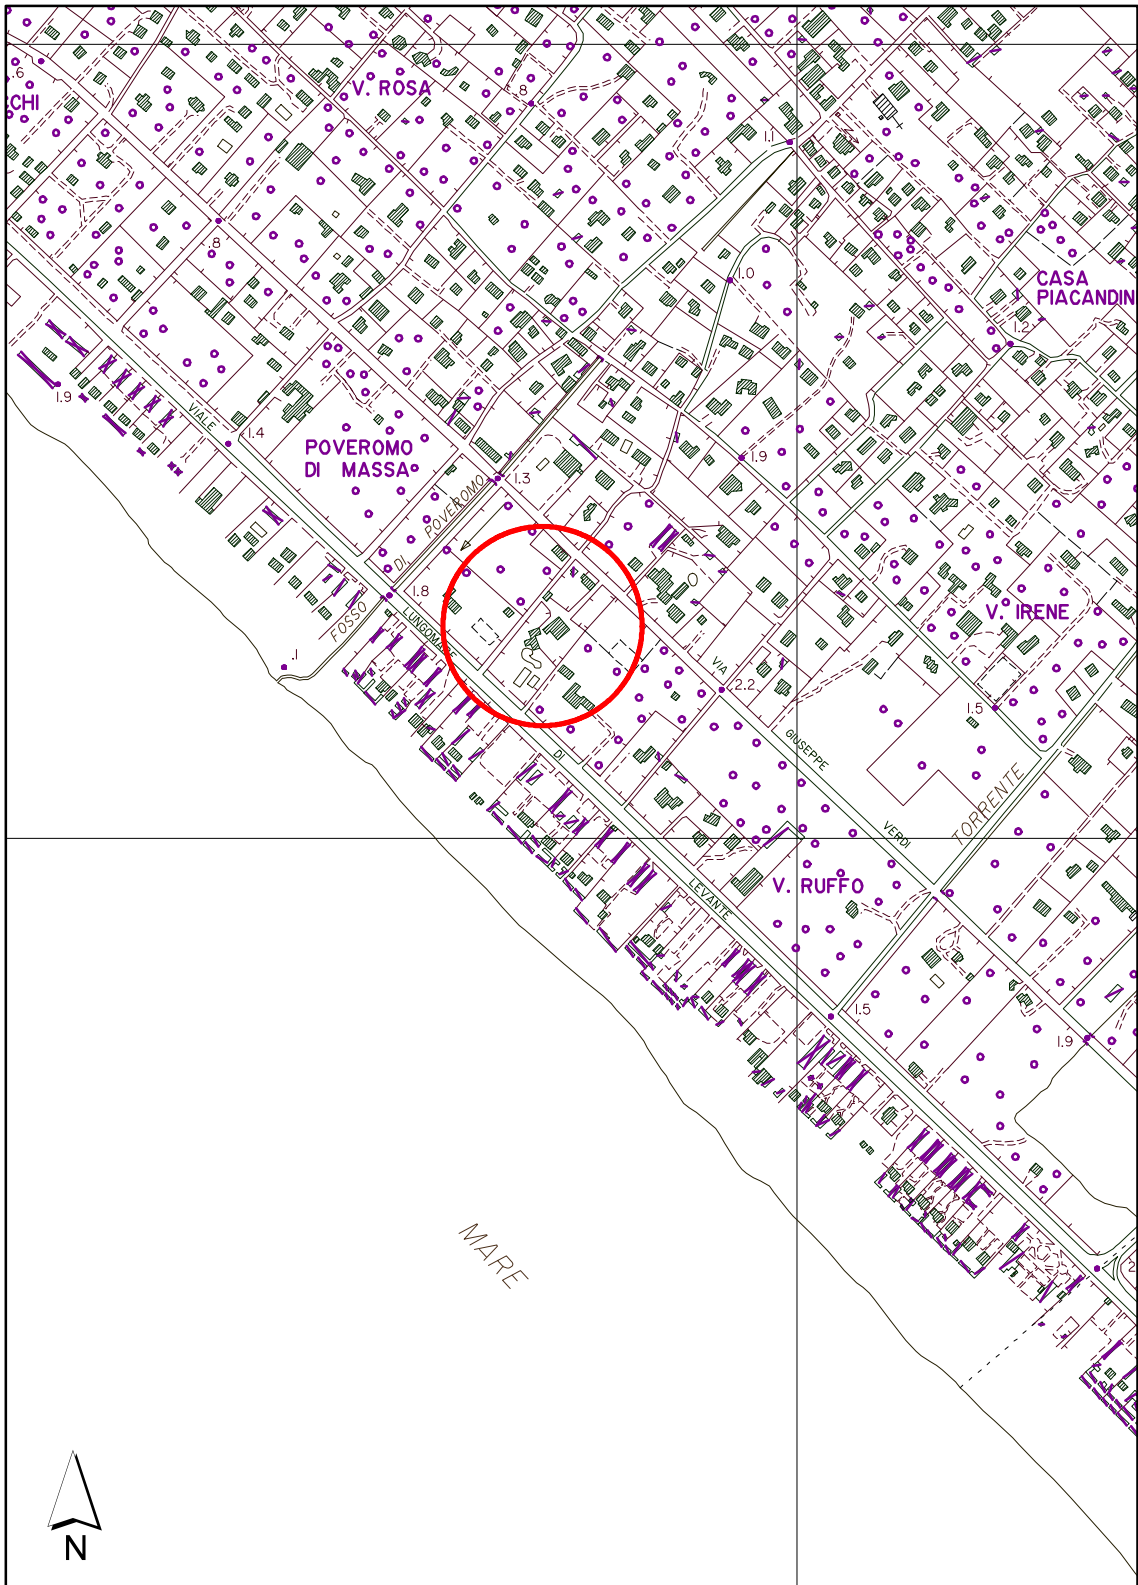 .6
CHI
V. ROSA
.8
1.1
.8
1.0
CASA
PIACANDIN
1.2
1.9
VIALE
1.4
POVEROMO
DI MASSA
1.3
1.9
FOSSO
DI
POVEROMO
1.8
LUNGOMARE
V. IRENE
.1
VIA
2.2
1.5
GIUSEPPE
DI
TORRENTE
VERDI
LEVANTE
V. RUFFO
1.5
1.9
MARE
2
N